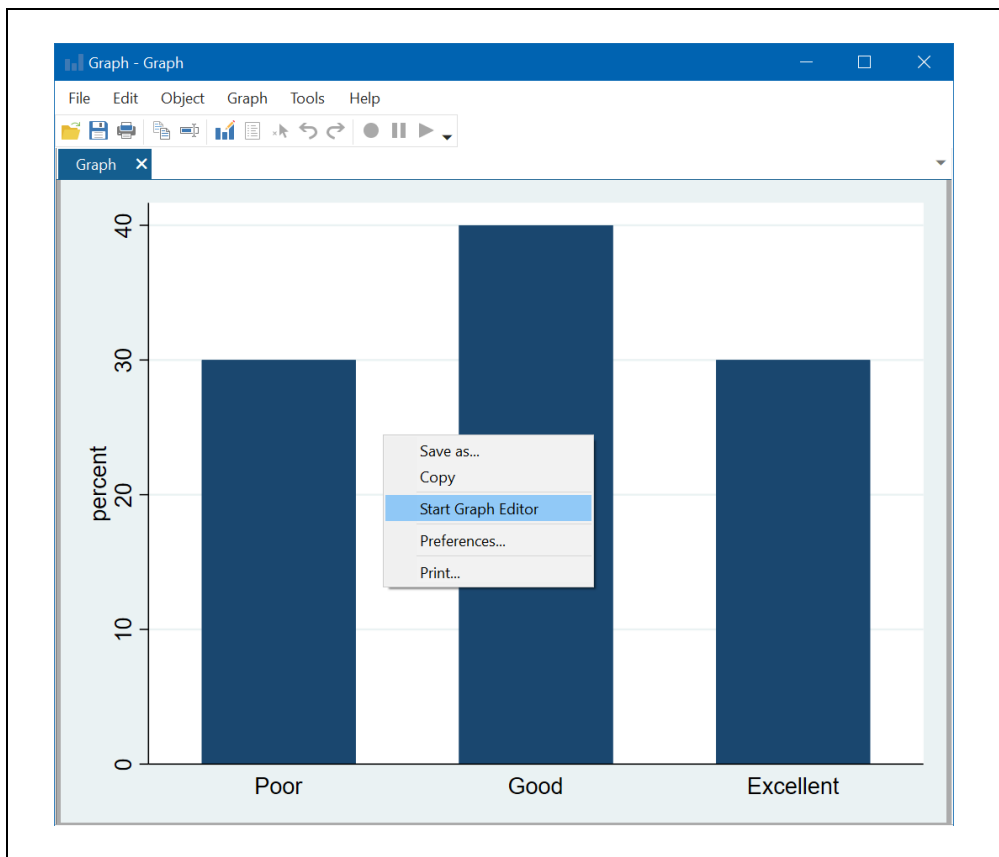 Graph - Graph
File Edit Object Graph Tools Help
Graph
40
30
percent
20
10
0
Save as...
Copy
Start Graph Editor
Preferences...
Print...
Poor Good Excellent